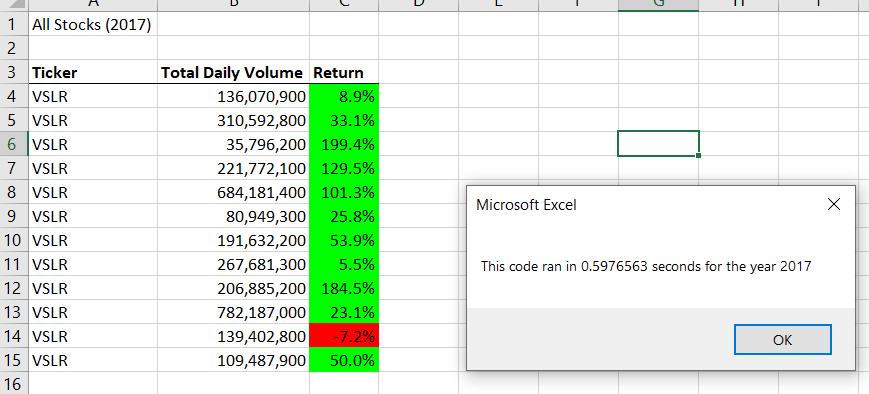 A B C D E F G H I
1 All Stocks (2017)
2
3 Ticker Total Daily Volume Return
4 VSLR 136,070,900 8.9%
5 VSLR 310,592,800 33.1%
6 VSLR 35,796,200 199.4%
7 VSLR 221,772,100 129.5%
8 VSLR 684,181,400 101.3%
9 VSLR 80,949,300 25.8%
10 VSLR 191,632,200 53.9%
11 VSLR 267,681,300 5.5%
12 VSLR 206,885,200 184.5%
13 VSLR 782,187,000 23.1%
14 VSLR 139,402,800 -7.2%
15 VSLR 109,487,900 50.0%
16
Microsoft Excel
This code ran in 0.5976563 seconds for the year 2017
OK